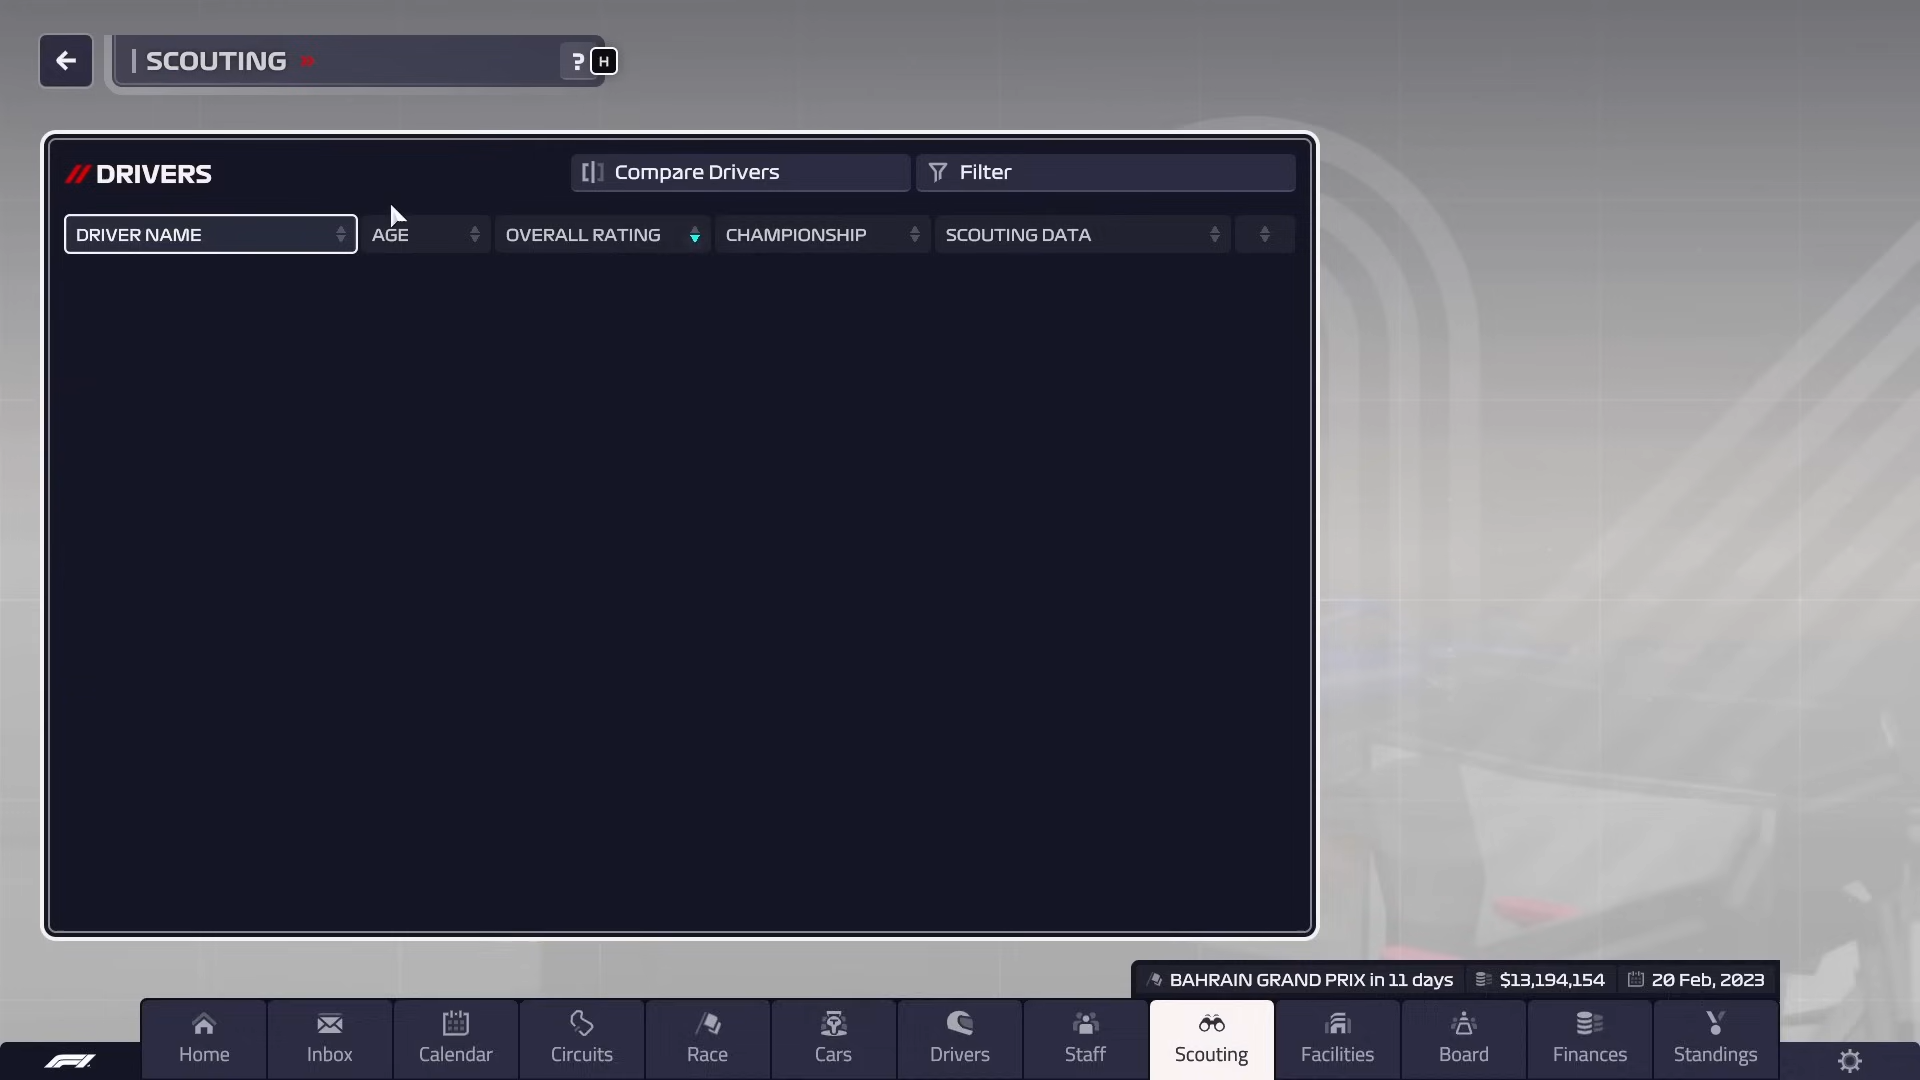 SCOUTING
? H
DRIVERS
Compare Drivers
Filter
DRIVER NAME
AGE
OVERALL RATING
CHAMPIONSHIP
SCOUTING DATA
BAHRAIN GRAND PRIX in 11 days
$13,194,154
20 Feb, 2023
Home
Inbox
Calendar
Circuits
Race
Cars
Drivers
Staff
Scouting
Facilities
Board
Finances
Standings